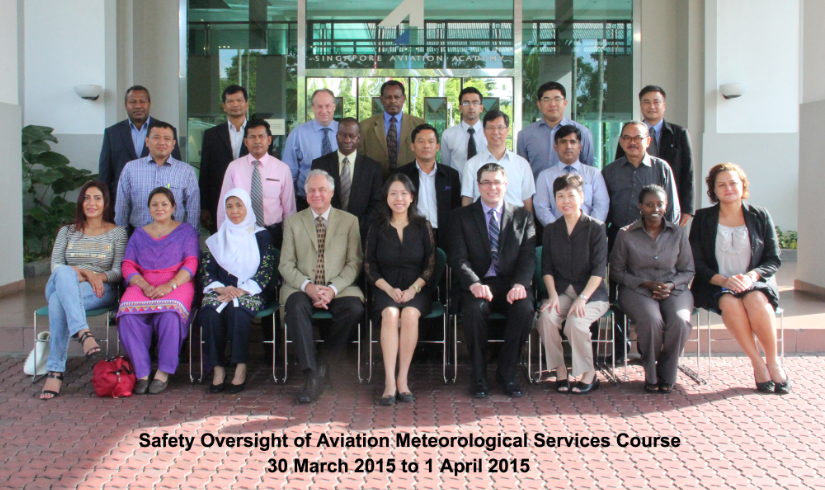 SINGAPORE AVIATION ACADEMY
Safety Oversight of Aviation Meteorological Services Course
30 March 2015 to 1 April 2015